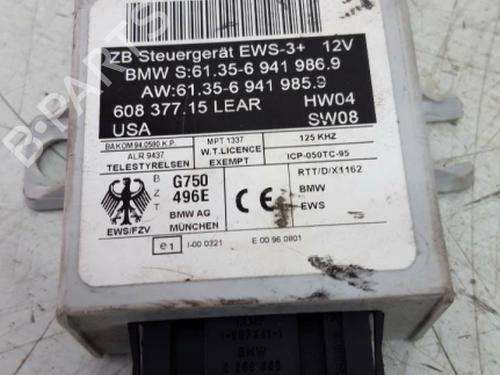 ZB Steuergerät EWS-3+ 12V
BMW S:61.35-6 941 986.9
AW:61.35-6 941 985.9
608 377.15 LEAR HW04
USA SW08
BAKOM 94.0580.K.P. MPT 1337 125 KHZ
ALR 9437 W.T.LICENCE
TELESTYRELSEN EXEMPT ICP-050TC-95
B Z T G750 RTT/D/X1162
496E CE BMW
BMW AG EWS
EWS/FZV MÜNCHEN
e1 I-00 0221 E 00 96 0801
BMW